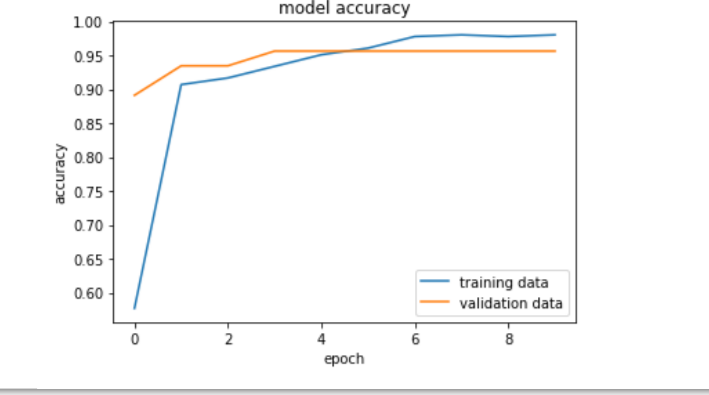 model accuracy
1.00
0.95
0.90
0.85
0.80
0.75
0.70
0.65
0.60
accuracy
training data
validation data
0 2 4 6 8
epoch